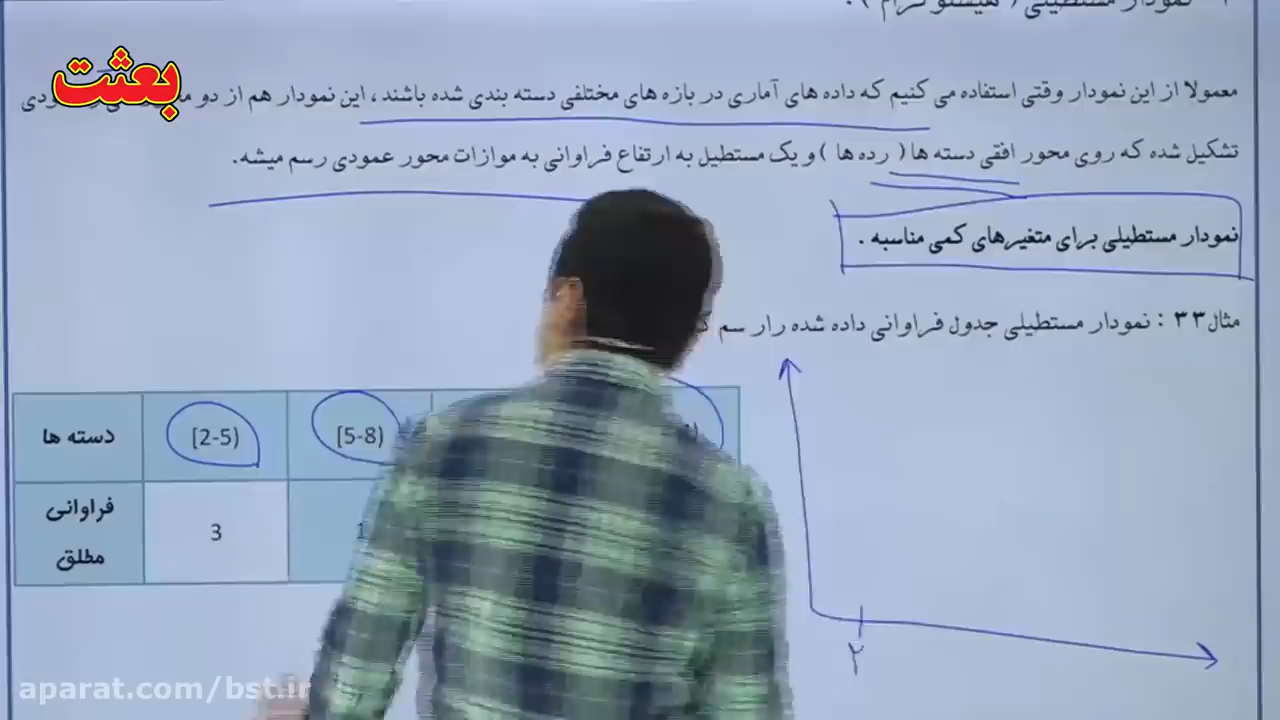 نمودار مستطیلی ( هیستوگرام ) .
بعثت
معمولا از این نمودار وقتی استفاده می کنیم که داده های آماری در بازه های مختلفی دسته بندی شده باشند ، این نمودار هم از دو
تشکیل شده که روی محور افقی دسته ها ( رده ها ) و یک مستطیل به ارتفاع فراوانی به موازات محور عمودی رسم میشه.
نمودار مستطیلی برای متغیرهای کمی مناسبه .
مثال۳۳ : نمودار مستطیلی جدول فراوانی داده شده رار سم
دسته ها [2-5) [5-8)
فراوانی مطلق 3 1
۲
aparat.com/bst.ir